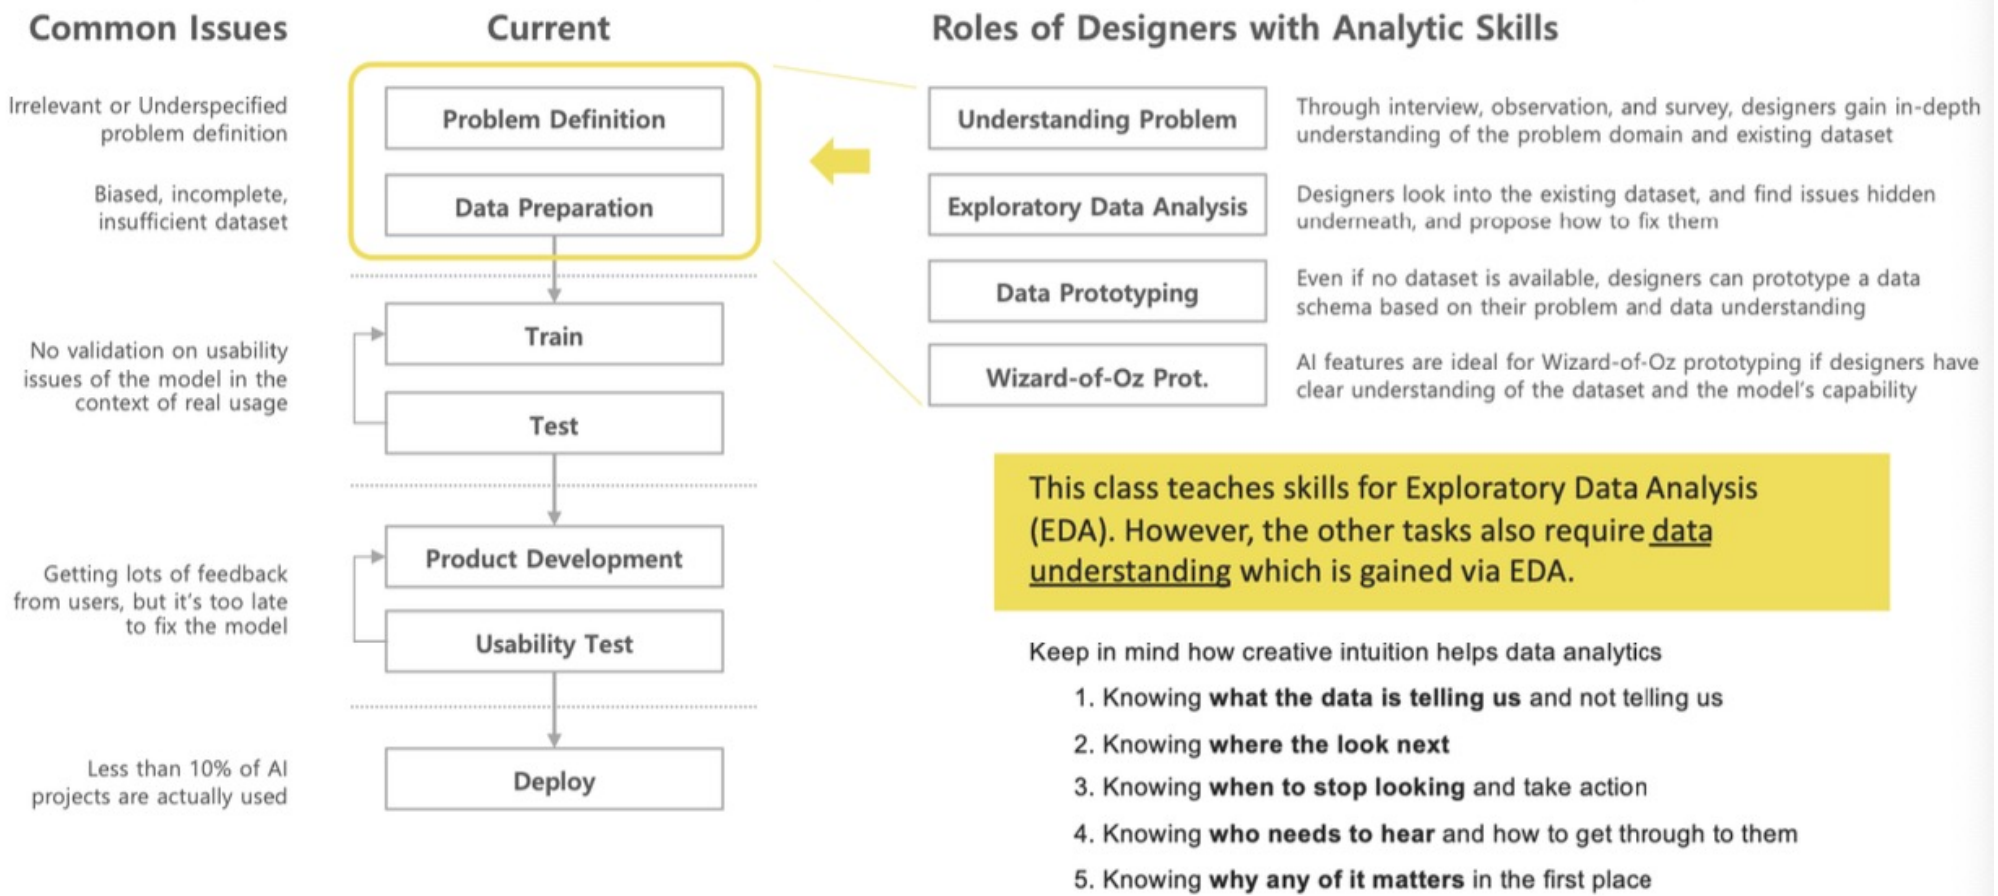 Common Issues
Current
Roles of Designers with Analytic Skills
Irrelevant or Underspecified
problem definition
Problem Definition
Understanding Problem
Through interview, observation, and survey, designers gain in-depth
understanding of the problem domain and existing dataset
Biased, incomplete,
insufficient dataset
Data Preparation
Exploratory Data Analysis
Designers look into the existing dataset, and find issues hidden
underneath, and propose how to fix them
Data Prototyping
Even if no dataset is available, designers can prototype a data
schema based on their problem and data understanding
Wizard-of-Oz Prot.
AI features are ideal for Wizard-of-Oz prototyping if designers have
clear understanding of the dataset and the model's capability
No validation on usability
issues of the model in the
context of real usage
Train
Test
Getting lots of feedback
from users, but it's too late
to fix the model
Product Development
Usability Test
Less than 10% of AI
projects are actually used
Deploy
This class teaches skills for Exploratory Data Analysis
(EDA). However, the other tasks also require data
understanding which is gained via EDA.
Keep in mind how creative intuition helps data analytics
1. Knowing what the data is telling us and not telling us
2. Knowing where the look next
3. Knowing when to stop looking and take action
4. Knowing who needs to hear and how to get through to them
5. Knowing why any of it matters in the first place